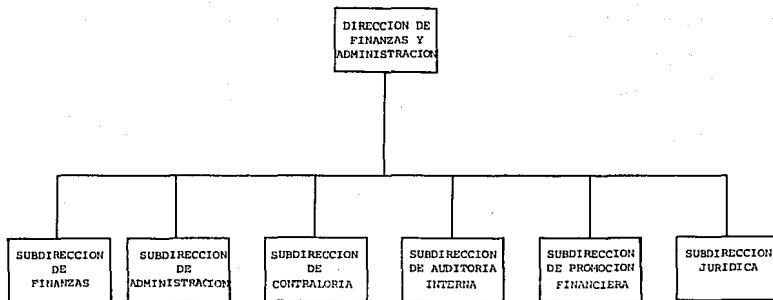 DIRECCION DE
FINANZAS Y
ADMINISTRACION
SUBDIRECCION
DE
FINANZAS
SUBDIRECCION
DE
ADMINISTRACION
SUBDIRECCION
DE
CONTRALORIA
SUBDIRECCION
DE AUDITORIA
INTERNA
SUBDIRECCION
DE PROMOCION
FINANCIERA
SUBDIRECCION
JURIDICA